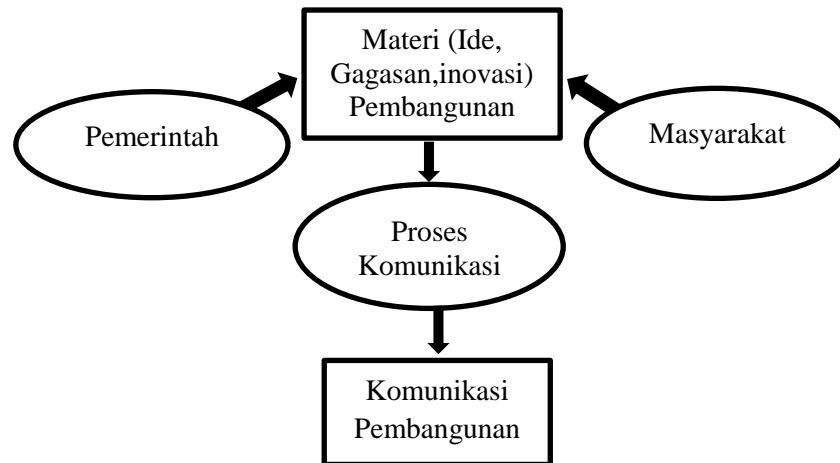 Materi (Ide,
Gagasan,inovasi)
Pembangunan
Pemerintah
Masyarakat
Proses
Komunikasi
Komunikasi
Pembangunan